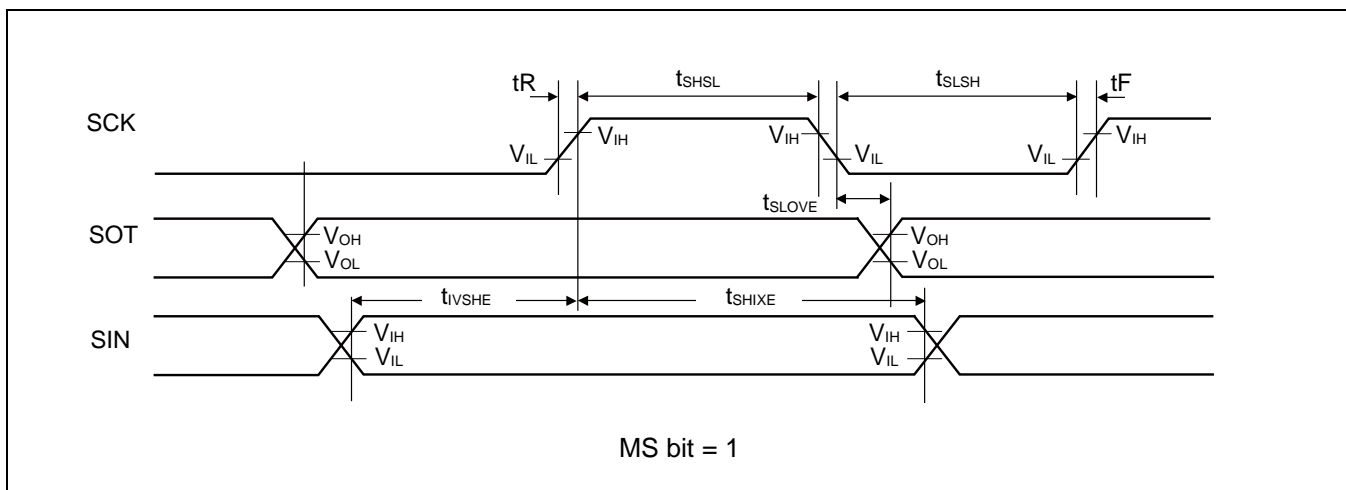 tR tSHSL tSLSH tF
SCK
VIH VIH VIH
VIL VIL VIL
tSLOVE
SOT
VOH VOH
VOL VOL
tIVSHE tSHIXE
SIN
VIH VIH
VIL VIL
MS bit = 1